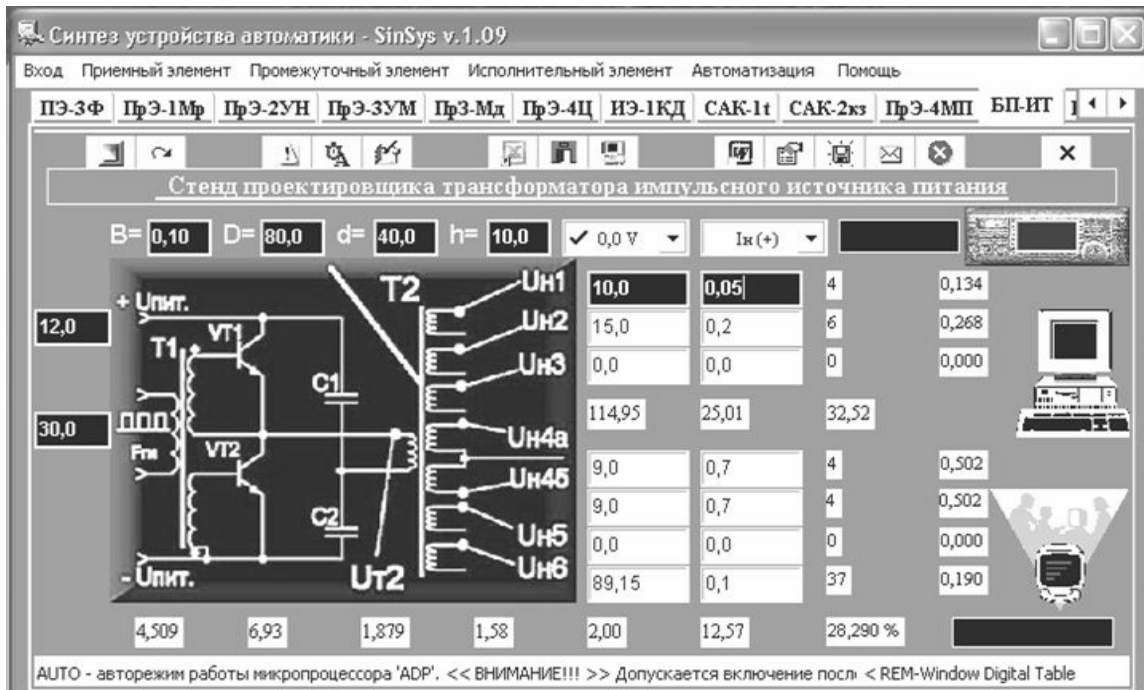 Синтез устройства автоматики - SinSys v.1.09
Вход Приемный элемент Промежуточный элемент Исполнительный элемент Автоматизация Помощь
ПЭ-3Ф ПрЭ-1Мр ПрЭ-2УН ПрЭ-3УМ ПрЗ-Мд ПрЭ-4Ц ИЭ-1КД САК-1t САК-2кз ПрЭ-4МП БП-ИТ
Стенд проектировщика трансформатора импульсного источника питания
B= 0,10 D= 80,0 d= 40,0 h= 10,0 0,0 V Iн (+)
T2 Uн1 10,0 0,05 4 0,134
+ Uпит.
12,0 VT1 Uн2 15,0 0,2 6 0,268
T1 Uн3 0,0 0,0 0 0,000
C1
114,95 25,01 32,52
30,0 Uн4а
Fпи VT2
Uн4б 9,0 0,7 4 0,502
9,0 0,7 4 0,502
C2 Uн5 0,0 0,0 0 0,000
- Uпит. Uт2 Uн6 89,15 0,1 37 0,190
4,509 6,93 1,879 1,58 2,00 12,57 28,290 %
AUTO - авторежим работы микропроцессора 'ADP'. << ВНИМАНИЕ!!! >> Допускается включение посл < REM-Window Digital Table